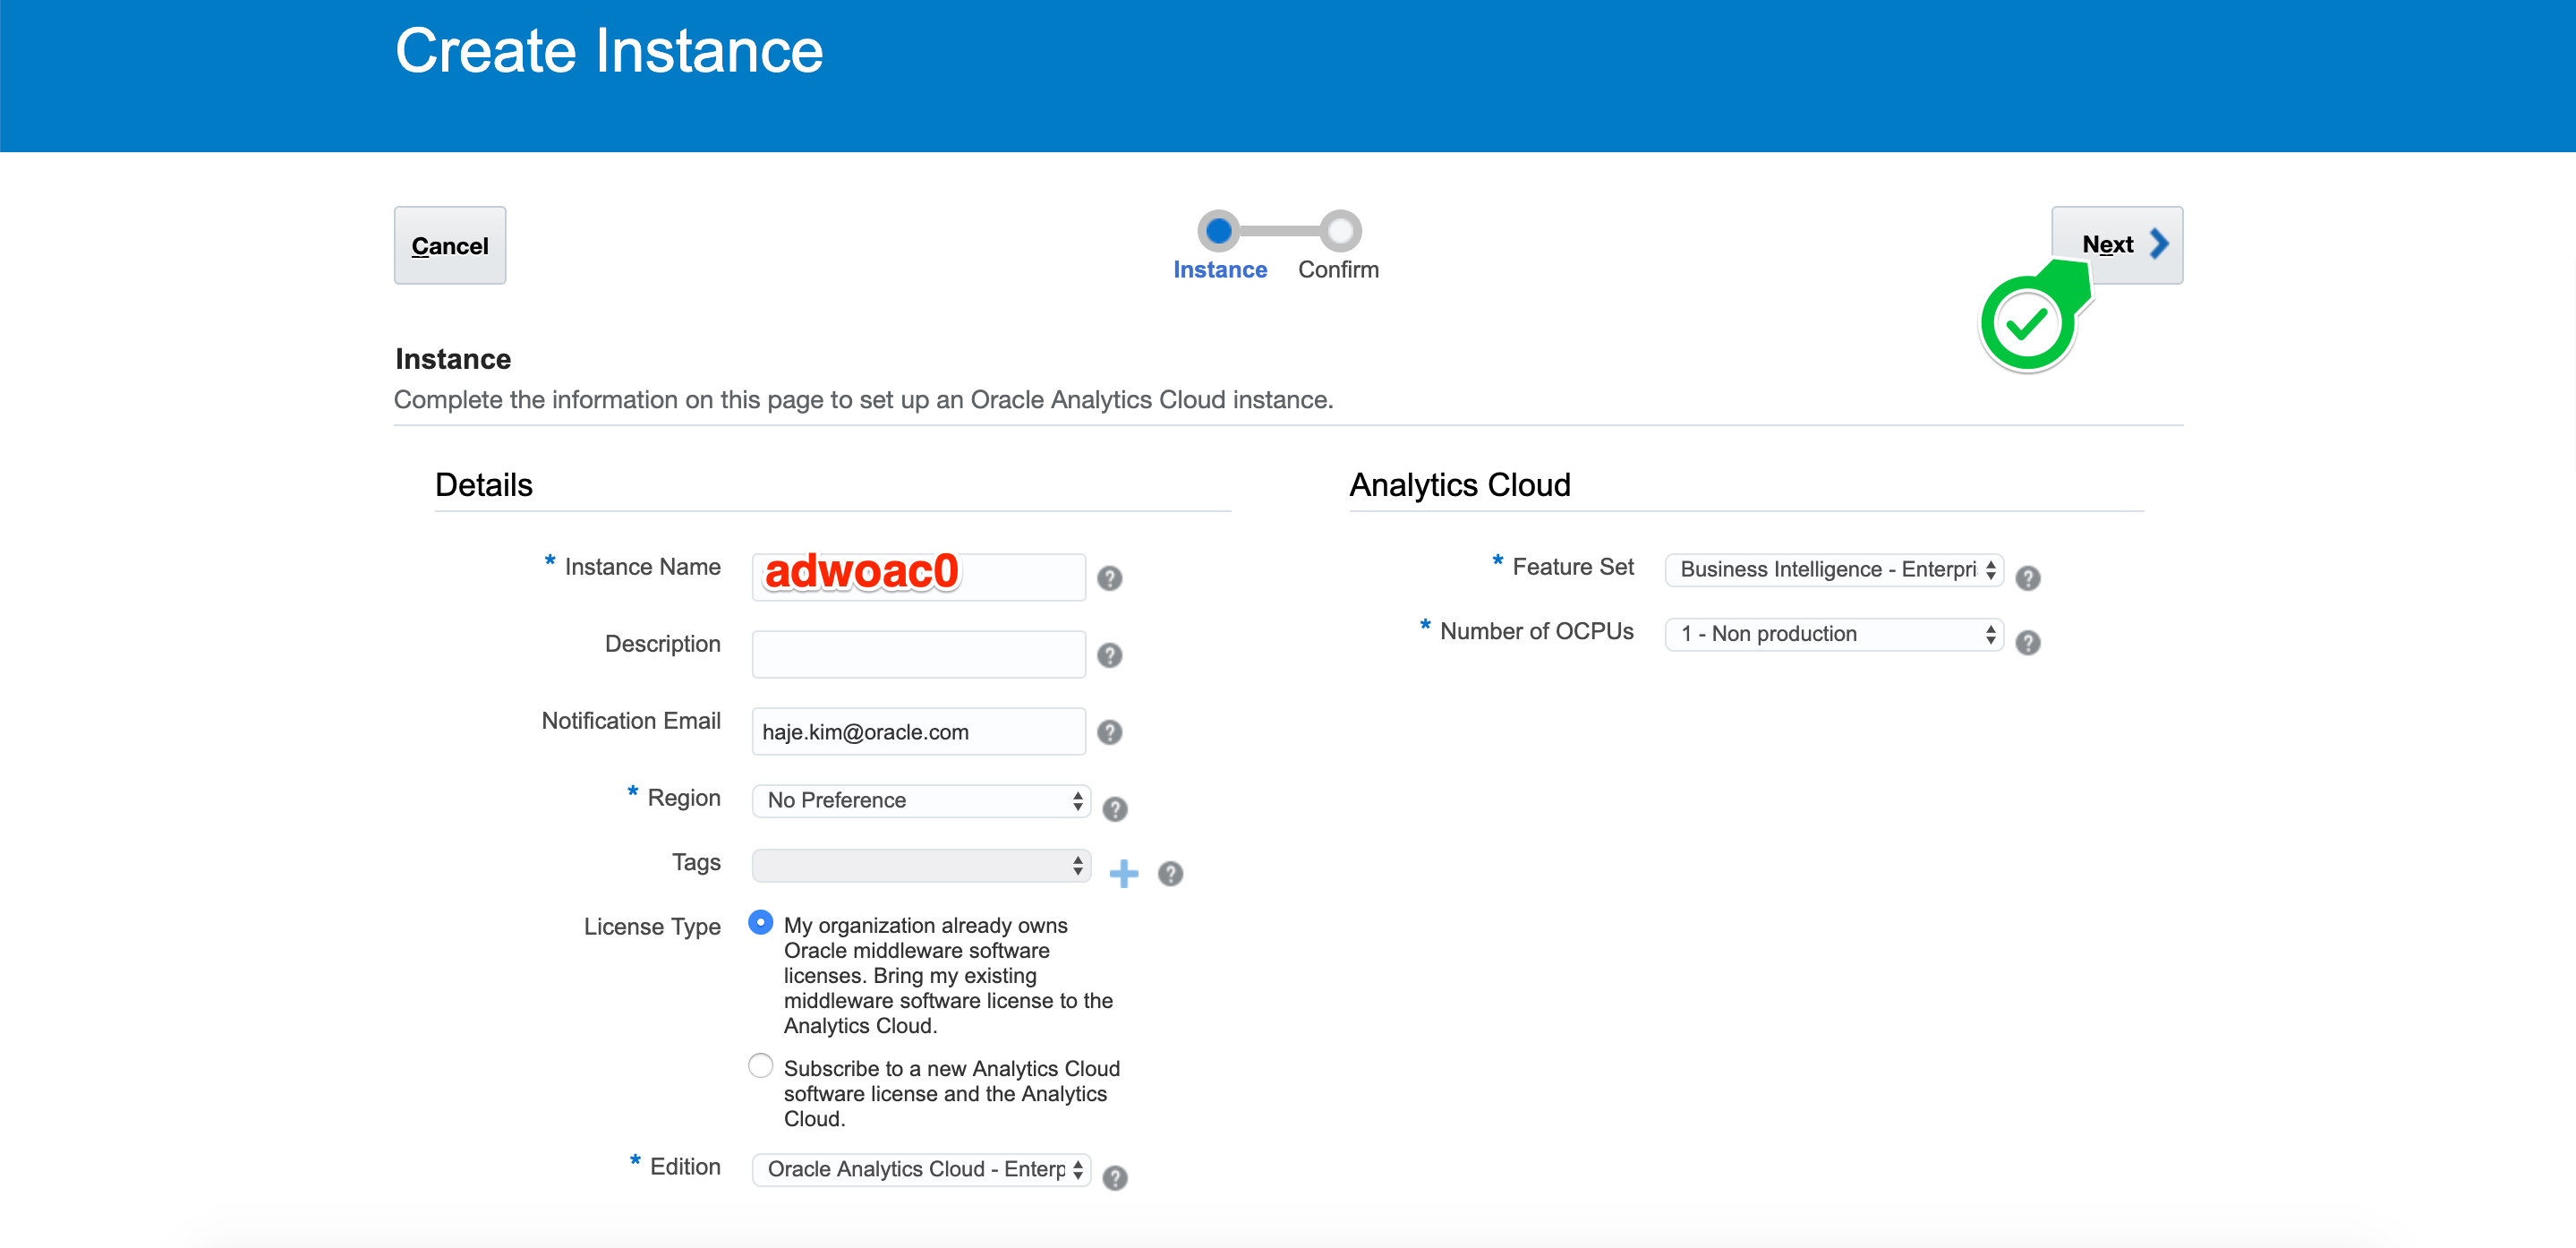 Create Instance
Cancel
Instance
Confirm
Next
Instance
Complete the information on this page to set up an Oracle Analytics Cloud instance.
Details
* Instance Name
adwoac0
Description
Notification Email
haje.kim@oracle.com
* Region
No Preference
Tags
License Type
My organization already owns
Oracle middleware software
licenses. Bring my existing
middleware software license to the
Analytics Cloud.
Subscribe to a new Analytics Cloud
software license and the Analytics
Cloud.
* Edition
Oracle Analytics Cloud - Enterp
Analytics Cloud
* Feature Set
Business Intelligence - Enterpri
* Number of OCPUs
1 - Non production